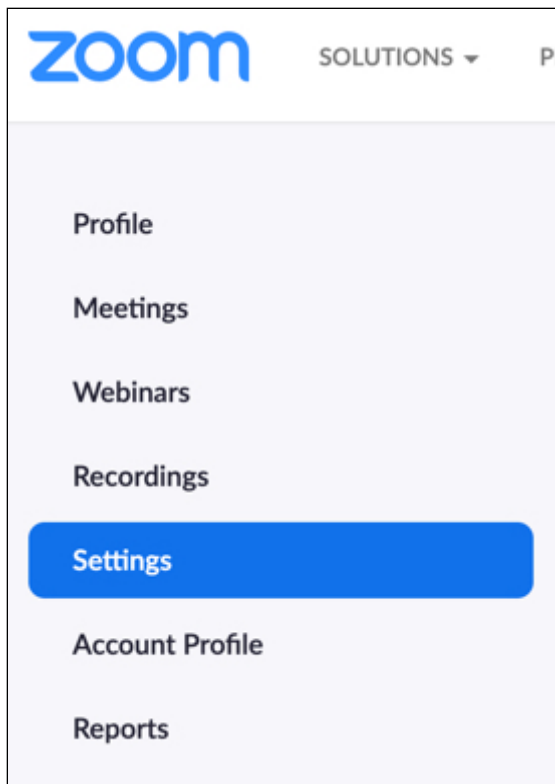 zoom SOLUTIONS P
Profile
Meetings
Webinars
Recordings
Settings
Account Profile
Reports